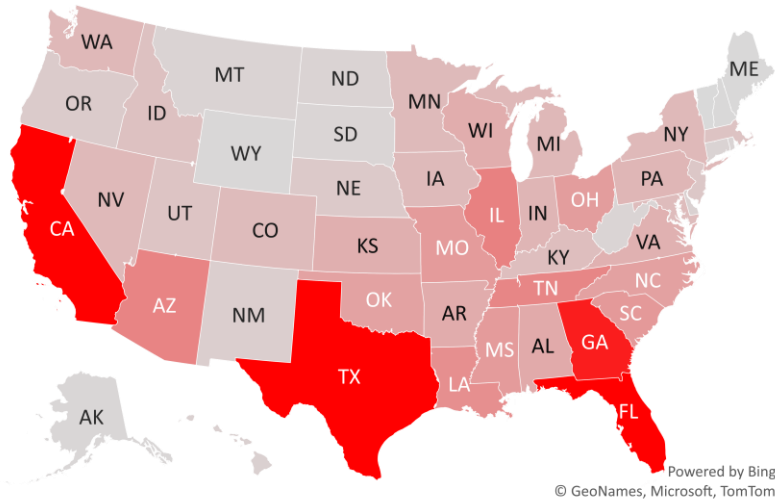 WA
MT
ND
ME
OR
ID
MN
SD
WI
MI
NY
WY
IA
PA
NE
NV
UT
CO
IL
IN
OH
CA
KS
MO
KY
VA
AZ
NM
OK
AR
TN
NC
SC
MS
AL
GA
TX
LA
FL
AK
Powered by Bing
© GeoNames, Microsoft, TomTom